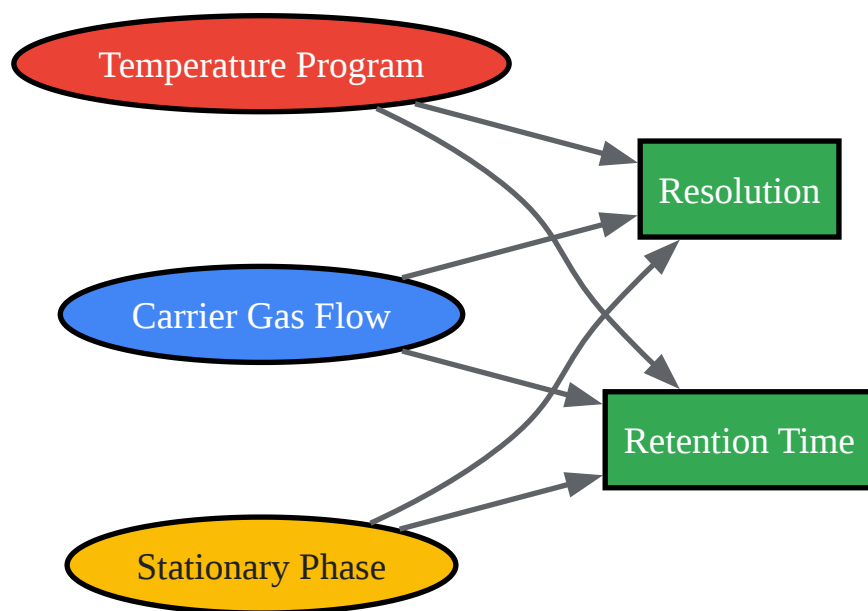 Temperature Program
Resolution
Carrier Gas Flow
Retention Time
Stationary Phase